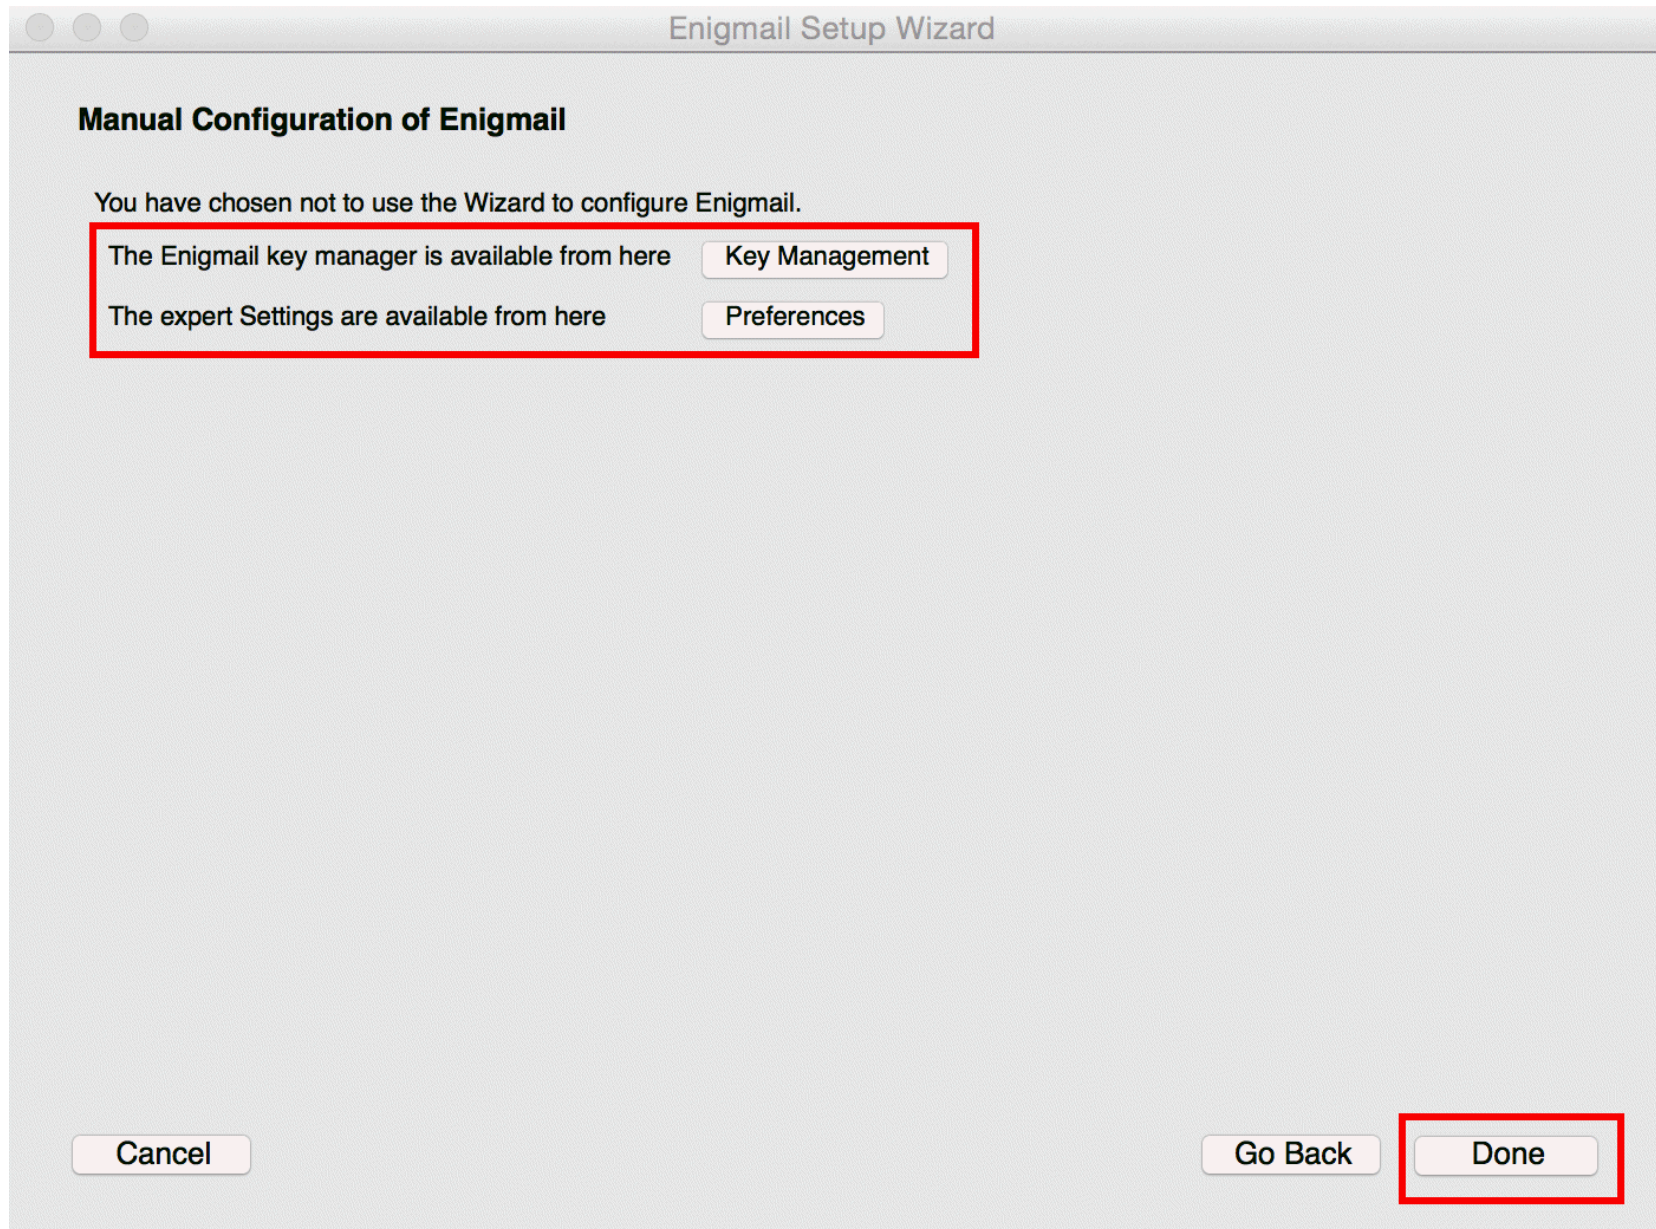 Enigmail Setup Wizard
Manual Configuration of Enigmail
You have chosen not to use the Wizard to configure Enigmail.
The Enigmail key manager is available from here Key Management
The expert Settings are available from here Preferences
Cancel Go Back Done